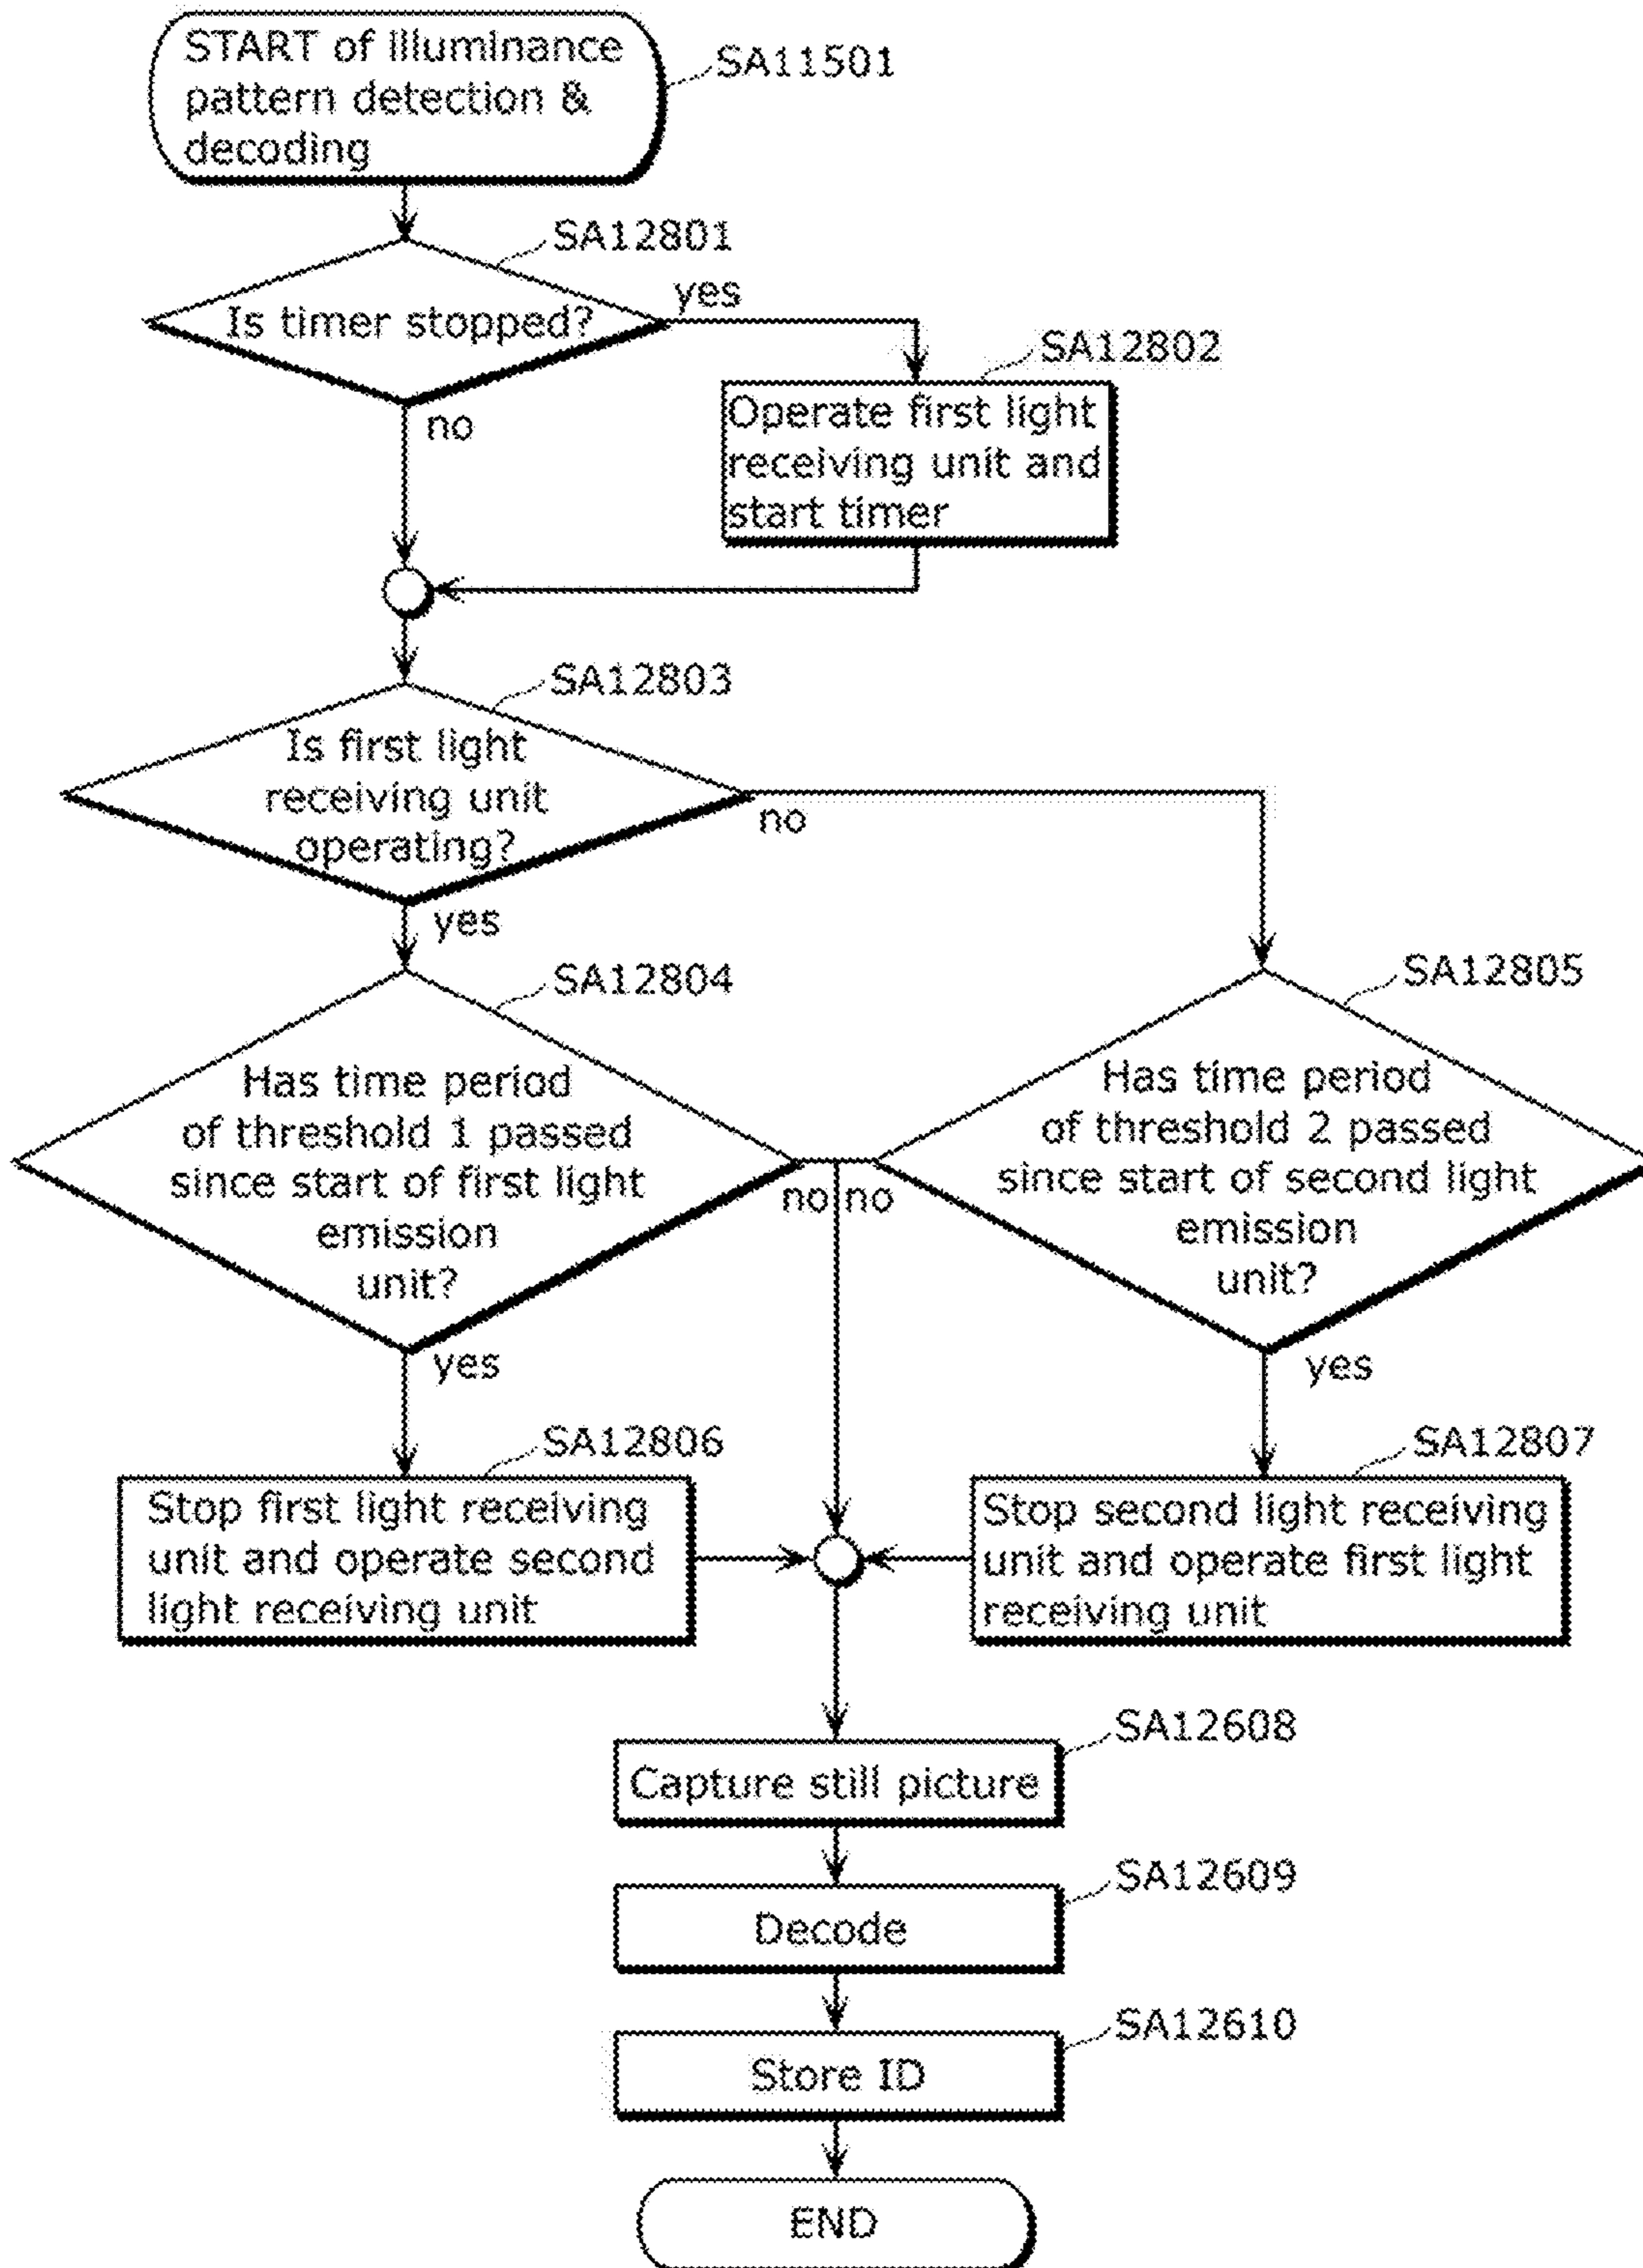 START of illuminance
pattern detection &
decoding
SA11501
SA12801
Is timer stopped?
yes
no
SA12802
Operate first light
receiving unit and
start timer
SA12803
Is first light
receiving unit
operating?
no
yes
SA12804
Has time period
of threshold 1 passed
since start of first light
emission
unit?
no
yes
SA12805
Has time period
of threshold 2 passed
since start of second light
emission
unit?
no
yes
SA12806
Stop first light receiving
unit and operate second
light receiving unit
SA12807
Stop second light receiving
unit and operate first light
receiving unit
SA12608
Capture still picture
SA12609
Decode
SA12610
Store ID
END